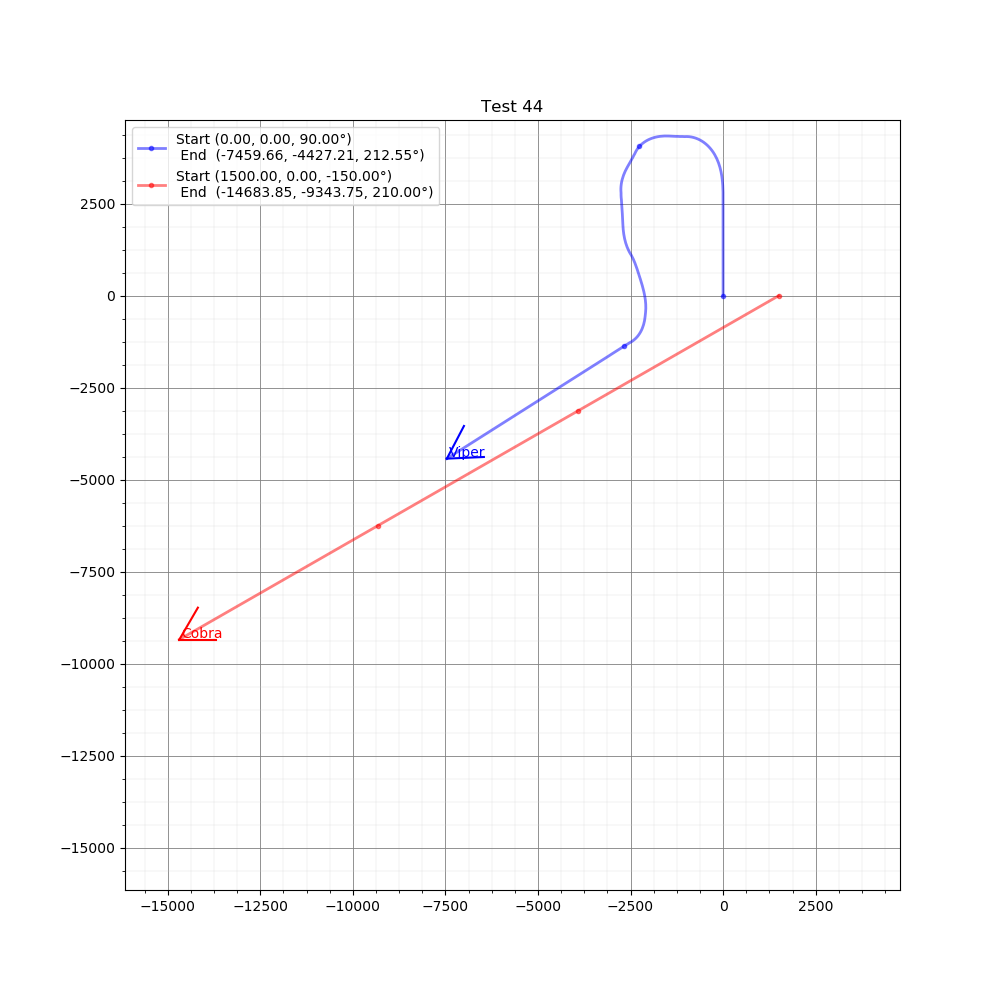 Test 44
Start (0.00, 0.00, 90.00°)
End (-7459.66, -4427.21, 212.55°)
Start (1500.00, 0.00, -150.00°)
End (-14683.85, -9343.75, 210.00°)
2500
0
−2500
Viper
−5000
−7500
Cobra
−10000
−12500
−15000
−15000 −12500 −10000 −7500 −5000 −2500 0 2500